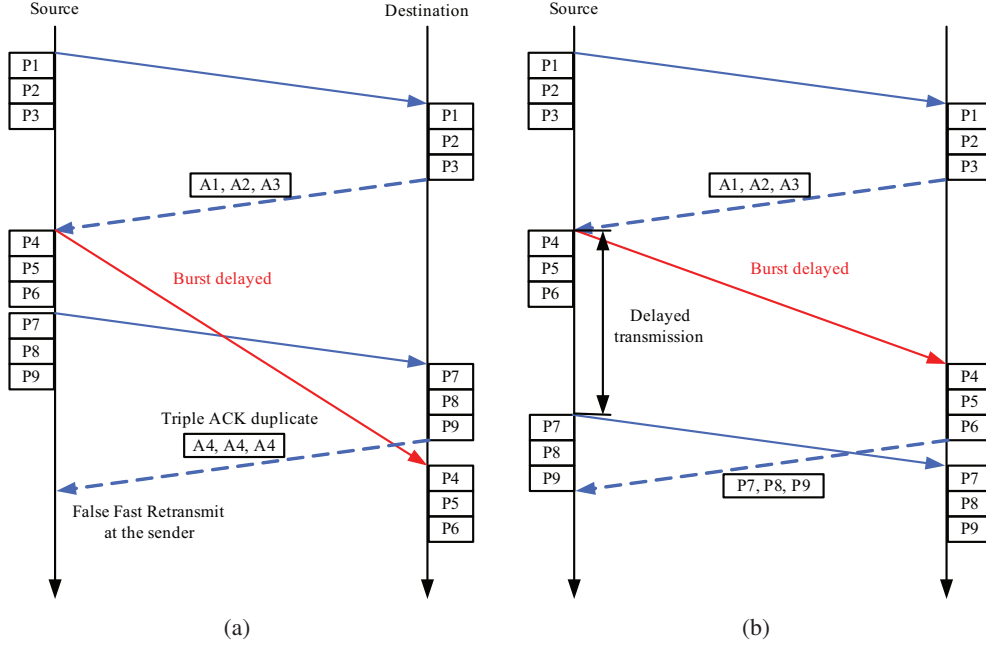 Source
Destination
P1
P2
P3
P1
P2
P3
A1, A2, A3
P4
P5
P6
Burst delayed
P7
P8
P9
P7
P8
P9
Triple ACK duplicate
A4, A4, A4
P4
P5
P6
False Fast Retransmit
at the sender
(a)
Source
Destination
P1
P2
P3
P1
P2
P3
A1, A2, A3
P4
P5
P6
Burst delayed
Delayed
transmission
P4
P5
P6
P7
P8
P9
P7, P8, P9
P7
P8
P9
(b)